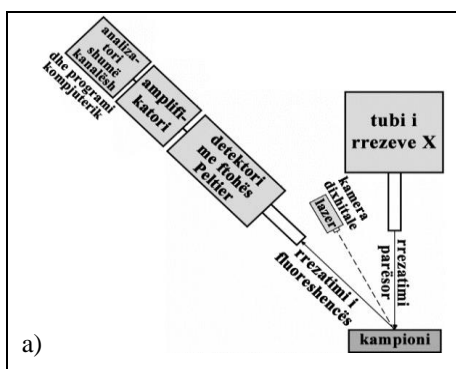 analiza-
tori
shumë
kanalësh
dhe programi
kompjuterik
amplifi-
katori
detektori
me ftohës
Peltier
tubi i
rrezeve X
kamera
dixhitale
lazer
rrezatimi i
fluoreshencës
rrezatimi
parësor
kampioni
a)